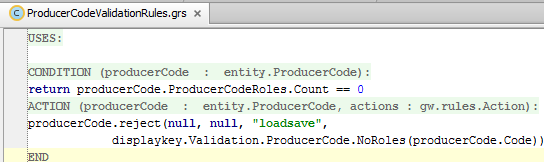 ProducerCodeValidationRules.grs ×
USES:
CONDITION (producerCode : entity.ProducerCode):
return producerCode.ProducerCodeRoles.Count == 0
ACTION (producerCode : entity.ProducerCode, actions : gw.rules.Action):
producerCode.reject(null, null, "loadsave",
displaykey.Validation.ProducerCode.NoRoles(producerCode.Code))
END